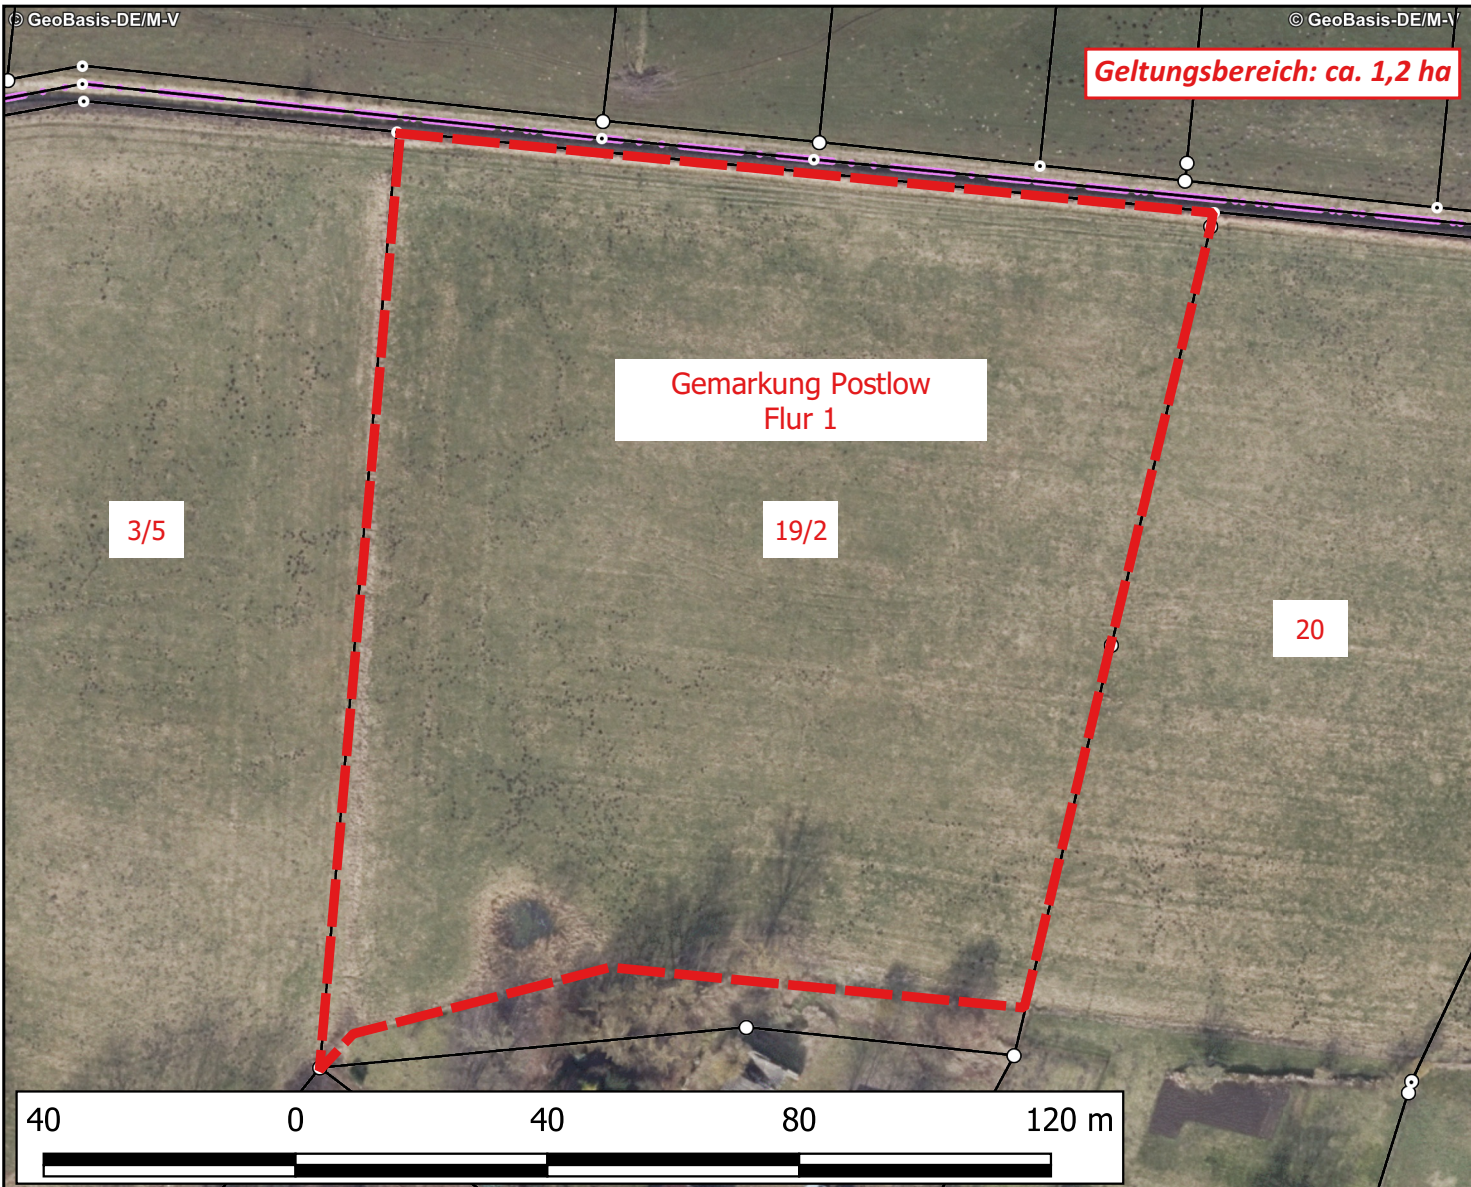 © GeoBasis-DE/M-V
© GeoBasis-DE/M-V
Geltungsbereich: ca. 1,2 ha
Gemarkung Postlow
Flur 1
3/5
19/2
20
40 0 40 80 120 m